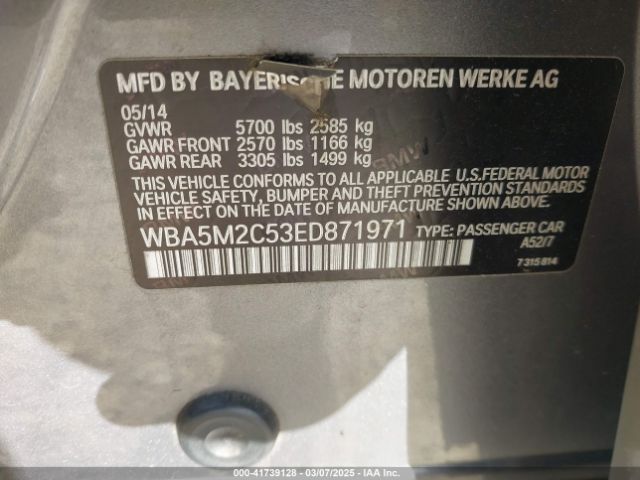 MFD BY BAYERISCHE MOTOREN WERKE AG
05/14
GVWR 5700 lbs 2585 kg
GAWR FRONT 2570 lbs 1166 kg
GAWR REAR 3305 lbs 1499 kg
THIS VEHICLE CONFORMS TO ALL APPLICABLE U.S.FEDERAL MOTOR
VEHICLE SAFETY, BUMPER AND THEFT PREVENTION STANDARDS
IN EFFECT ON THE DATE OF MANUFACTURE SHOWN ABOVE.
WBA5M2C53ED871971 TYPE: PASSENGER CAR
A52/7
7 315 814
000-41739128 — 03/07/2025 — IAA Inc.